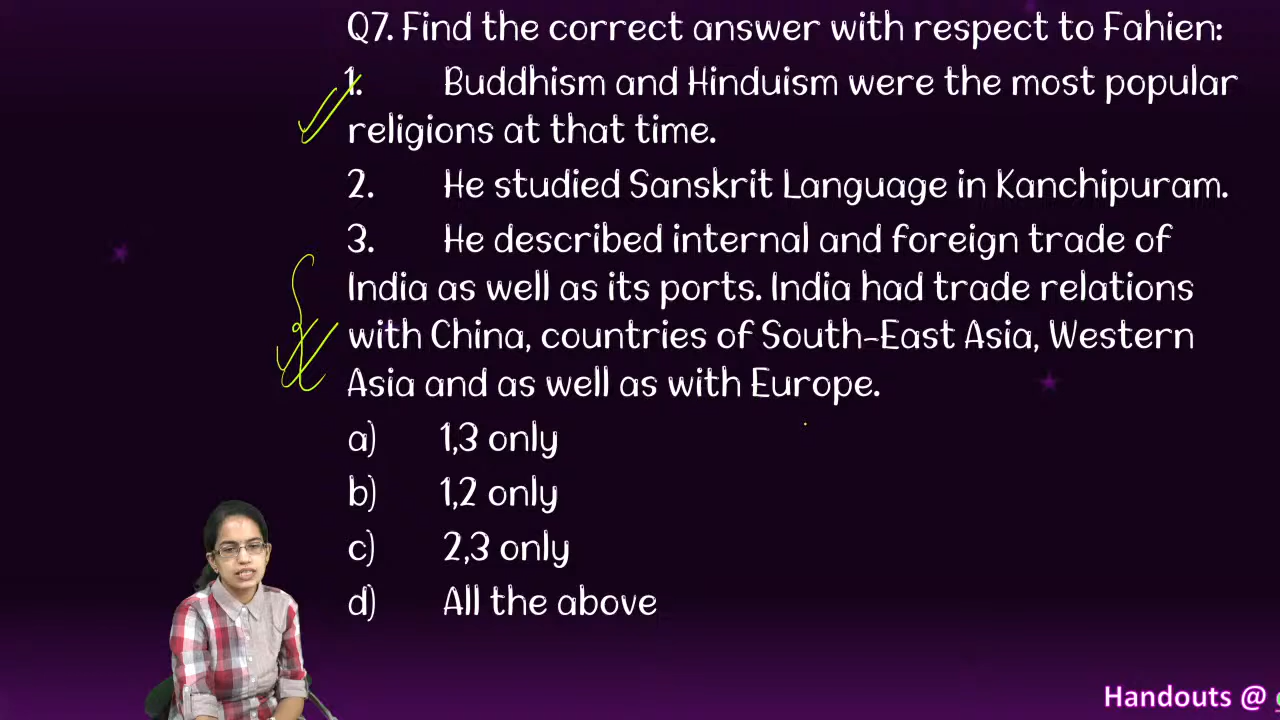 Q7. Find the correct answer with respect to Fahien:
1. Buddhism and Hinduism were the most popular
religions at that time.
2. He studied Sanskrit Language in Kanchipuram.
3. He described internal and foreign trade of
India as well as its ports. India had trade relations
with China, countries of South-East Asia, Western
Asia and as well as with Europe.
a) 1,3 only
b) 1,2 only
c) 2,3 only
d) All the above
Handouts @